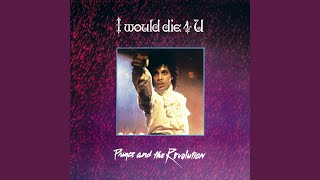 I would die 4 U
Prince and the Revolution